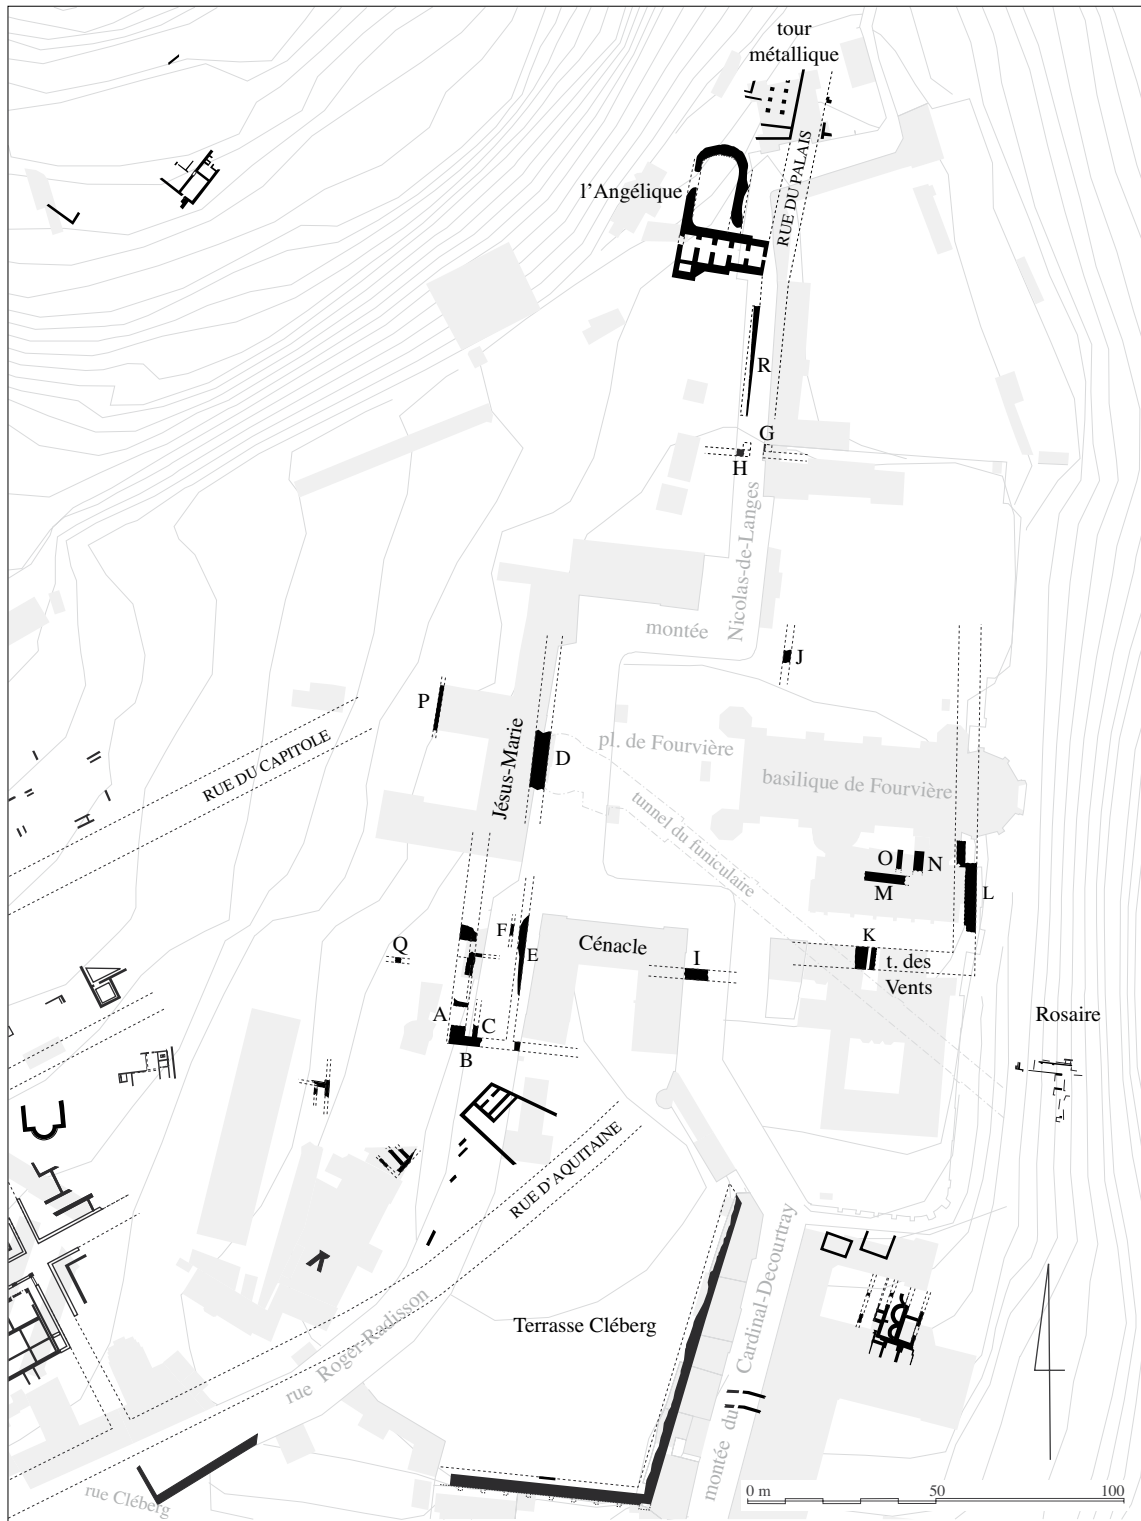 tour
métallique
l'Angélique
RUE DU PALAIS
R
G
H
Nicolas-de-Langes
montée
J
P
Jésus-Marie
D
pl. de Fourvière
RUE DU CAPITOLE
basilique de Fourvière
tunnel du funiculaire
O
N
M
L
F
E
Q
Cénacle
I
K
t. des
Vents
A
C
B
Rosaire
RUE D'AQUITAINE
Terrasse Cléberg
rue Roger-Radisson
montée du Cardinal-Decourtray
rue Cléberg
0 m
50
100